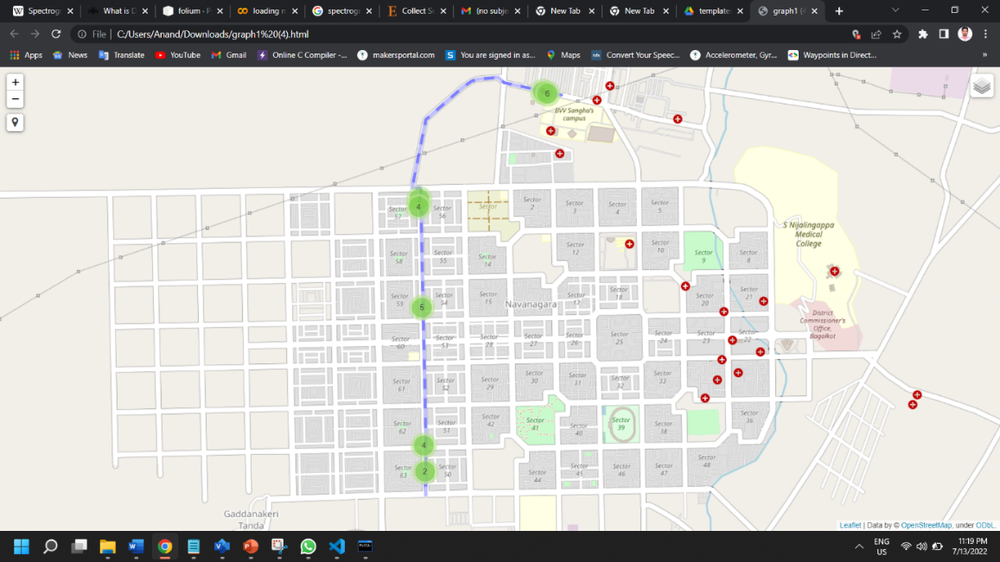 Spectrog
What is D
folium · P
loading n
spectrogr
Collect Se
(no subje
New Tab
New Tab
template
graph1 (4
File
C:/Users/Anand/Downloads/graph1%20(4).html
Apps
News
Translate
YouTube
Gmail
Online C Compiler -...
makersportal.com
You are signed in as...
Maps
Convert Your Speec...
Accelerometer, Gyr...
Waypoints in Direct...
»
+
−
6
BVV Sangha's
campus
4
Sector
57
Sector
56
Sector
Sector
2
Sector
3
Sector
4
Sector
5
S Nijalingappa
Medical
College
Sector
58
Sector
55
Sector
14
Sector
12
Sector
10
Sector
9
Sector
8
Sector
59
5
Sector
54
Sector
15
Navanagara
Sector
17
Sector
18
Sector
20
Sector
21
District
Commissioner's
Office,
Bagalkot
Sector
60
Sector
53
Sector
28
Sector
27
Sector
26
Sector
25
Sector
24
Sector
23
Sector
22
Sector
61
Sector
52
Sector
29
Sector
30
Sector
31
Sector
32
Sector
33
Sector
62
Sector
51
Sector
42
Sector
41
Sector
40
Sector
39
Sector
38
Sector
36
4
Sector
63
2
Sector
50
Sector
44
Sector
45
Sector
46
Sector
47
Sector
48
Gaddanakeri
Tanda
Leaflet | Data by © OpenStreetMap, under ODbL.
ENG
US
11:19 PM
7/13/2022